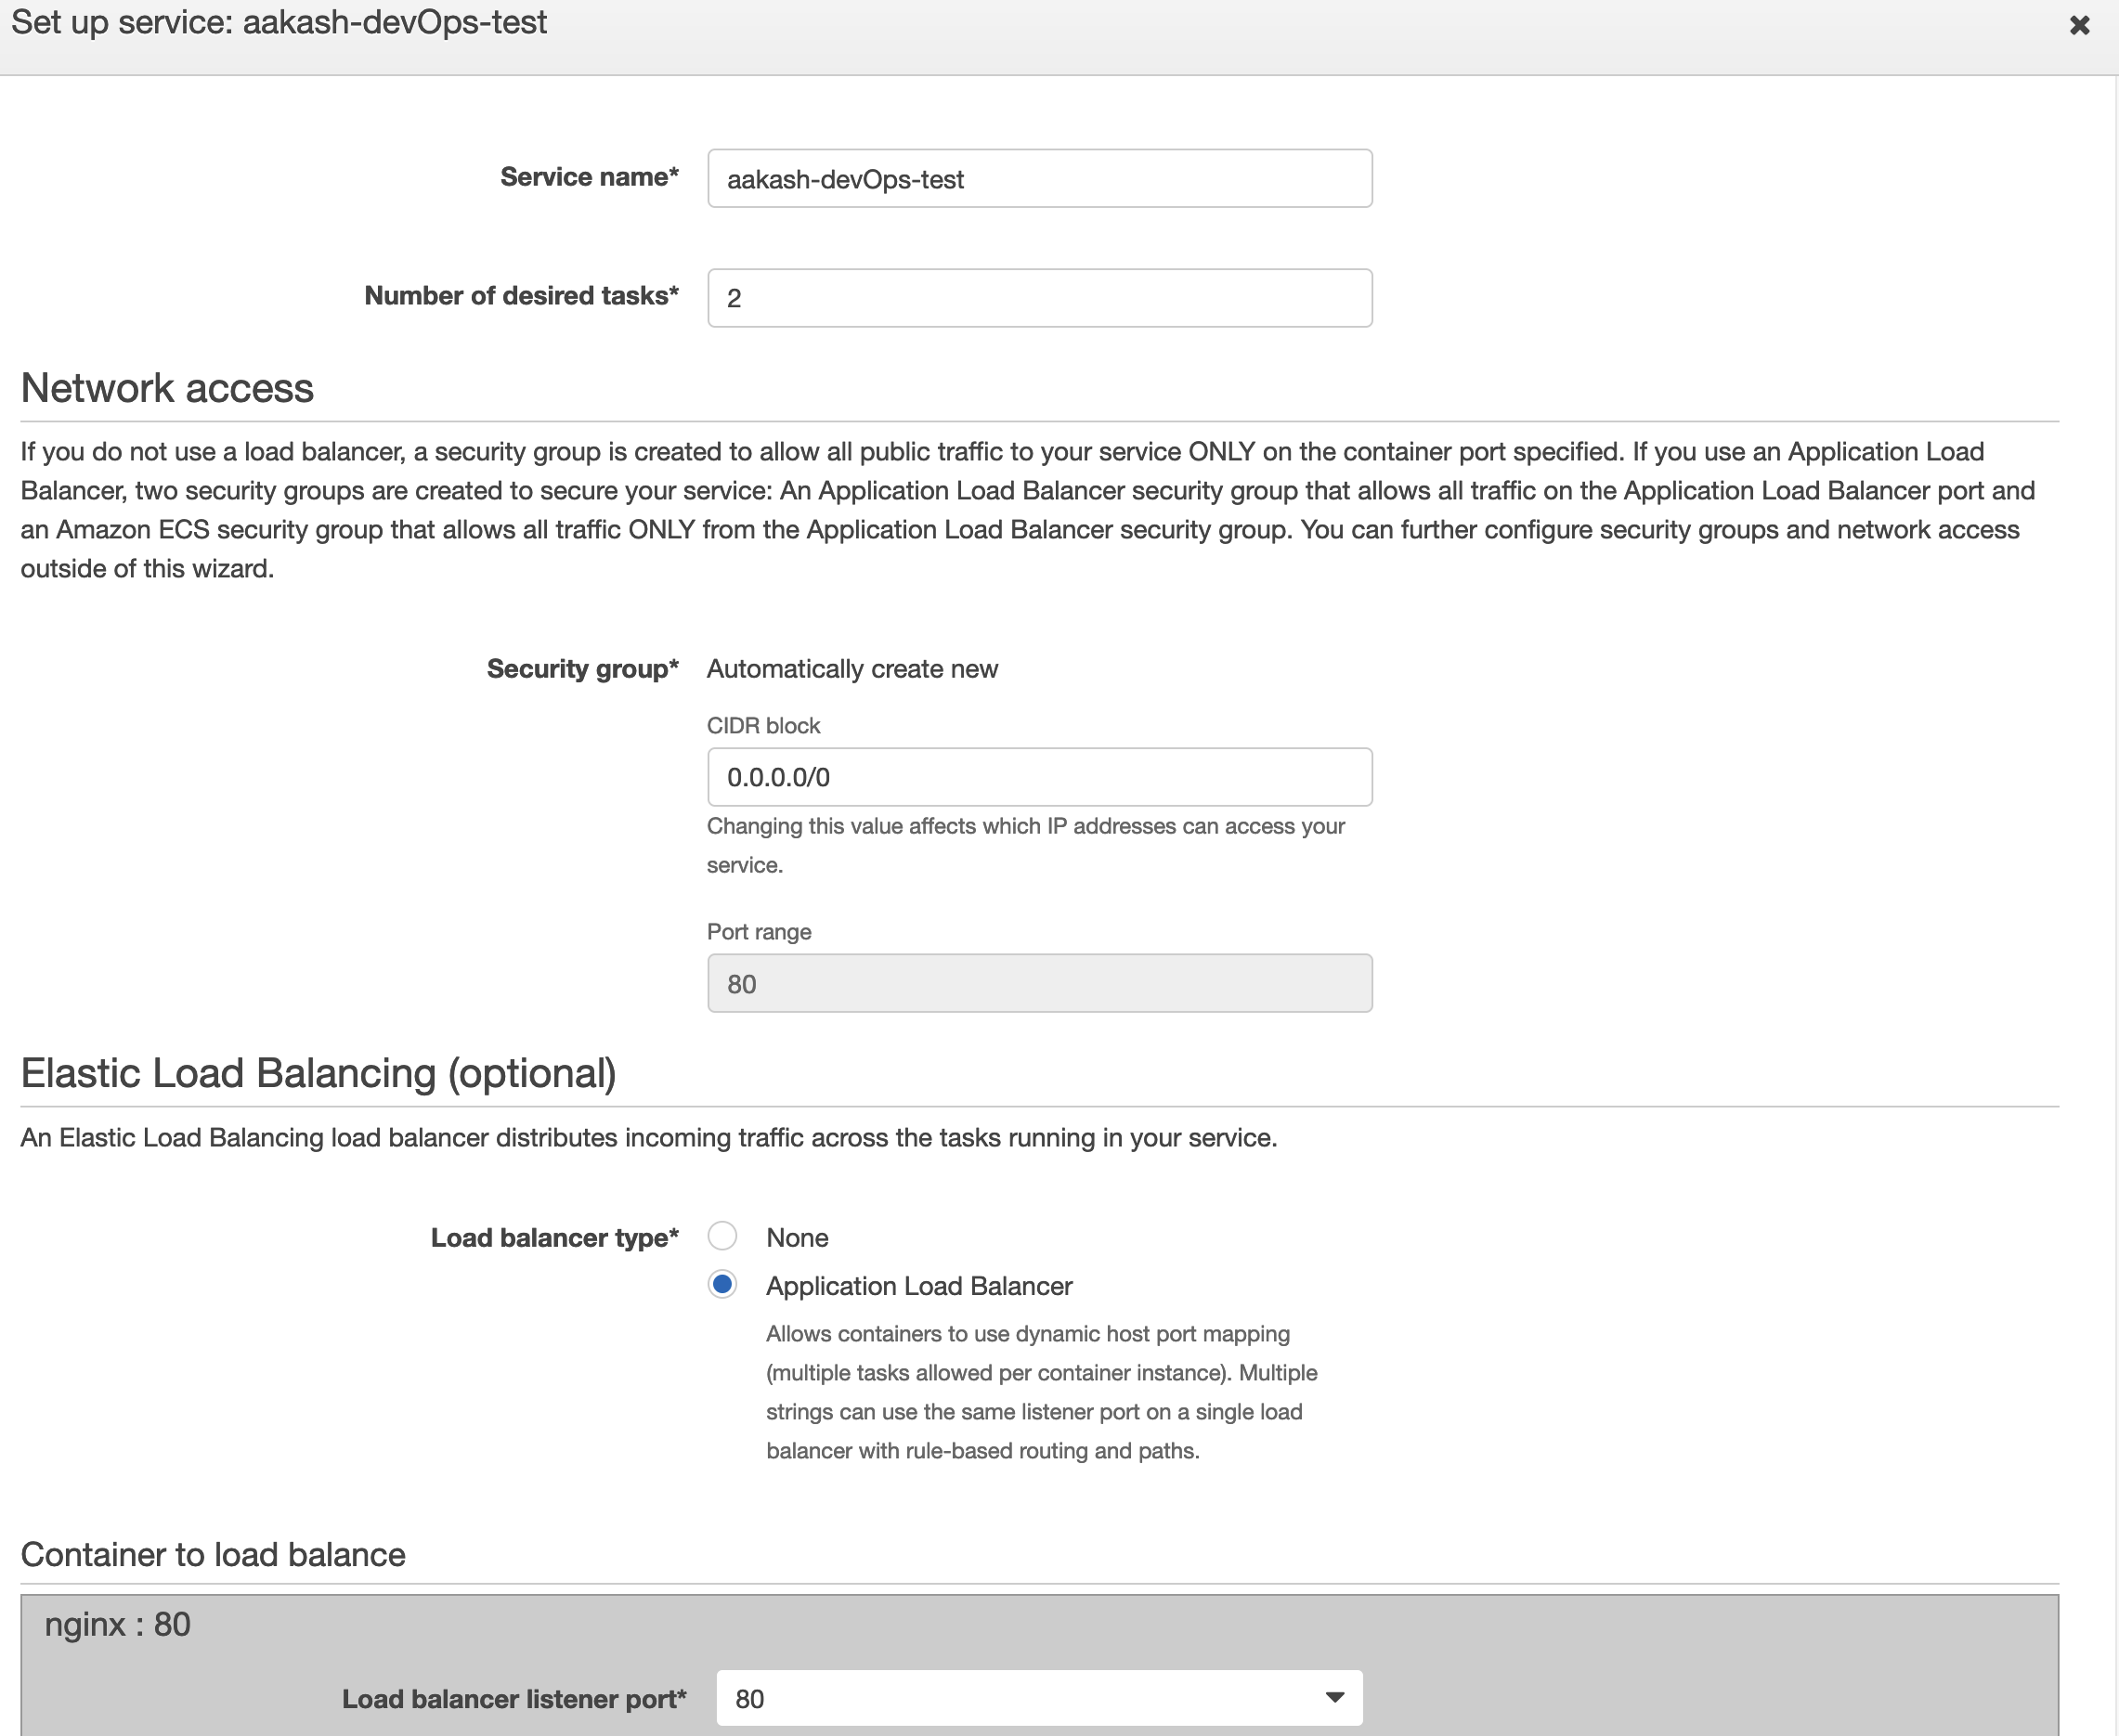 Set up service: aakash-devOps-test
Service name* aakash-devOps-test
Number of desired tasks* 2
Network access
If you do not use a load balancer, a security group is created to allow all public traffic to your service ONLY on the container port specified. If you use an Application Load
Balancer, two security groups are created to secure your service: An Application Load Balancer security group that allows all traffic on the Application Load Balancer port and
an Amazon ECS security group that allows all traffic ONLY from the Application Load Balancer security group. You can further configure security groups and network access
outside of this wizard.
Security group* Automatically create new
CIDR block
0.0.0.0/0
Changing this value affects which IP addresses can access your
service.
Port range
80
Elastic Load Balancing (optional)
An Elastic Load Balancing load balancer distributes incoming traffic across the tasks running in your service.
Load balancer type* None
Application Load Balancer
Allows containers to use dynamic host port mapping
(multiple tasks allowed per container instance). Multiple
strings can use the same listener port on a single load
balancer with rule-based routing and paths.
Container to load balance
nginx : 80
Load balancer listener port* 80